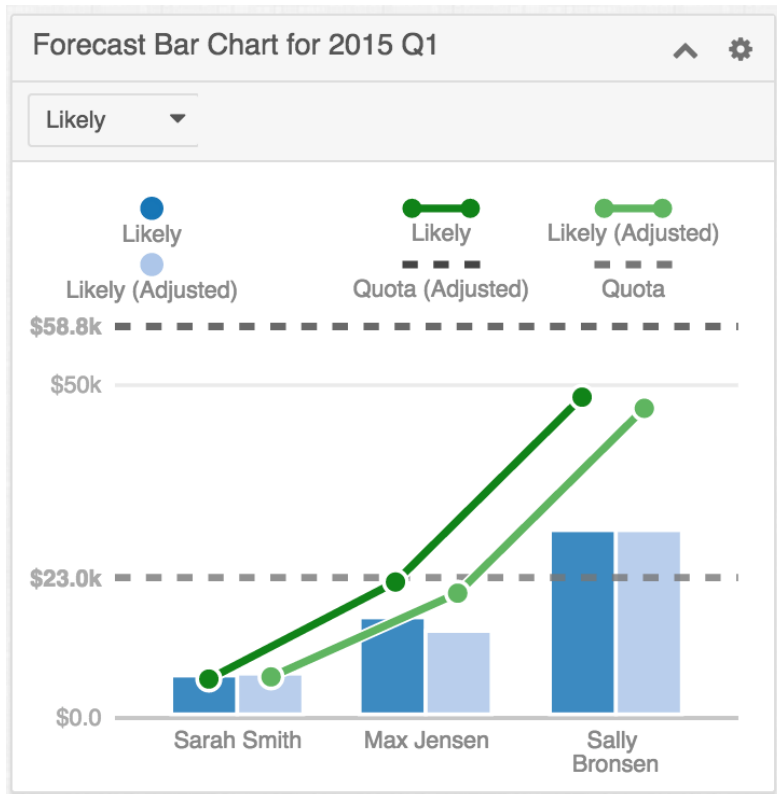 Forecast Bar Chart for 2015 Q1
Likely
Likely
Likely
Likely (Adjusted)
Likely (Adjusted)
Quota (Adjusted)
Quota
$58.8k
$50k
$23.0k
$0.0
Sarah Smith
Max Jensen
Sally
Bronsen